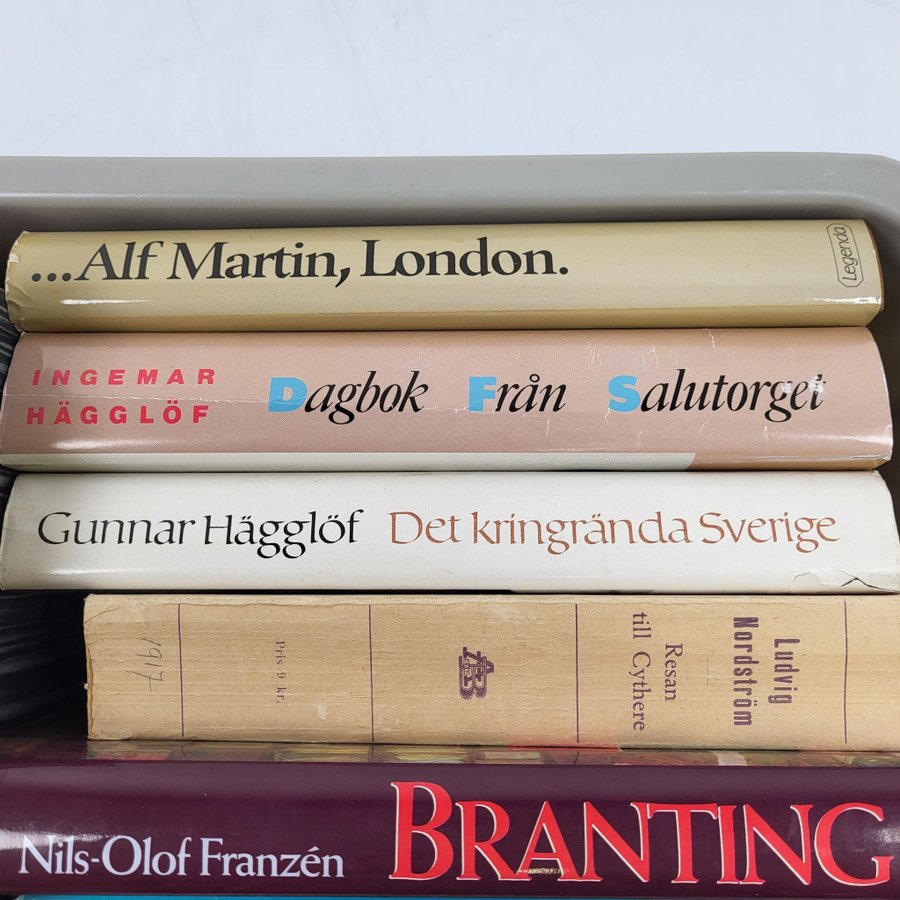 ...Alf Martin, London.
Legenda
INGEMAR
HÄGGLÖF
Dagbok Från Salutorget
Gunnar Hägglöf Det kringrända Sverige
Ludvig
Nordström
Resan
till Cythere
AB
Pris 9 kr.
1917
Nils-Olof Franzén BRANTING